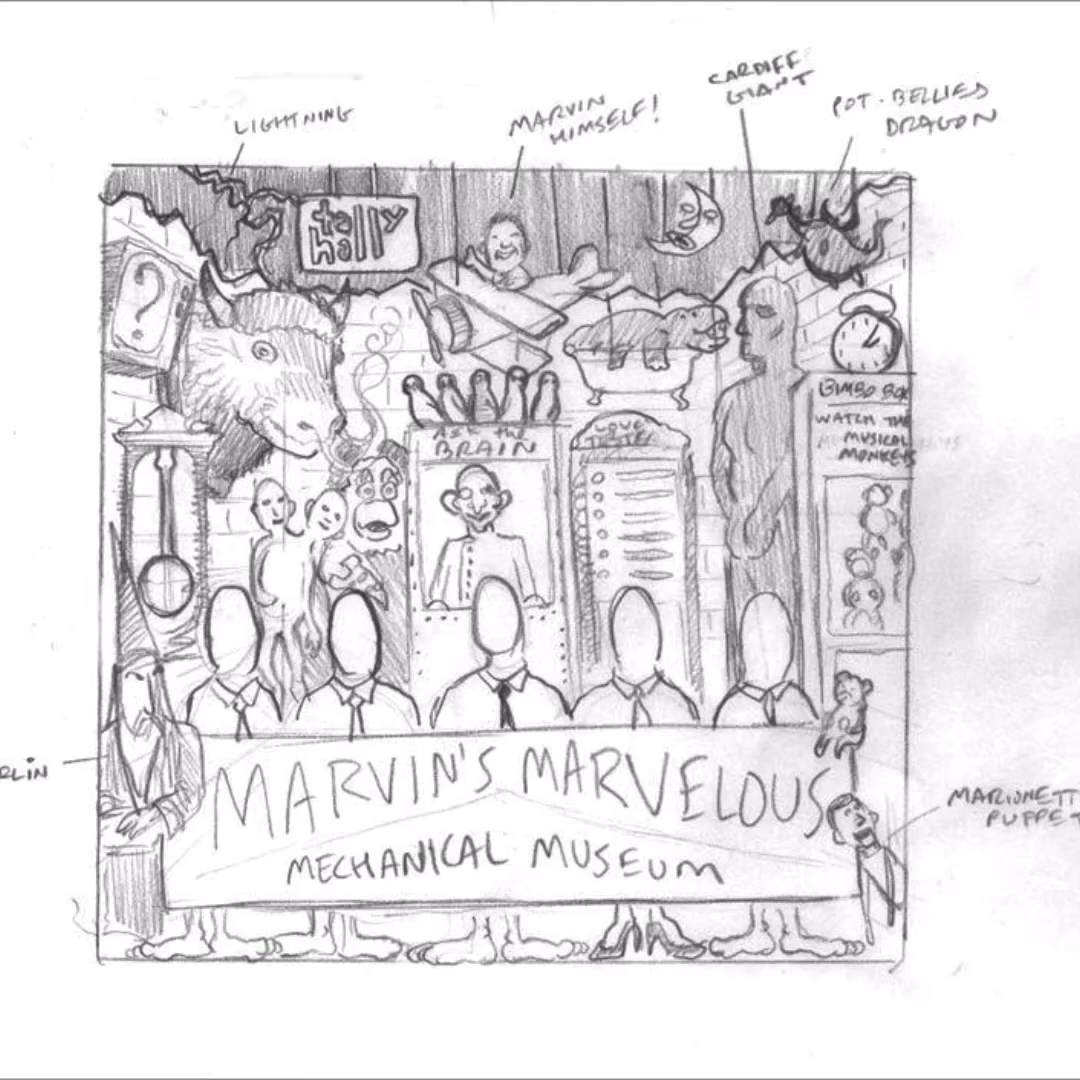 LIGHTNING
MARVIN
HIMSELF!
CARDIFF
GIANT
POT-BELLIED
DRAGON
tally
hall
?
BIMBO BOX
WATCH THE
MUSICAL
MONKEYS
ASK the
BRAIN
LOVE
TESTER
RLIN
MARVIN'S MARVELOUS
MECHANICAL MUSEUM
MARIONETT
PUPPET